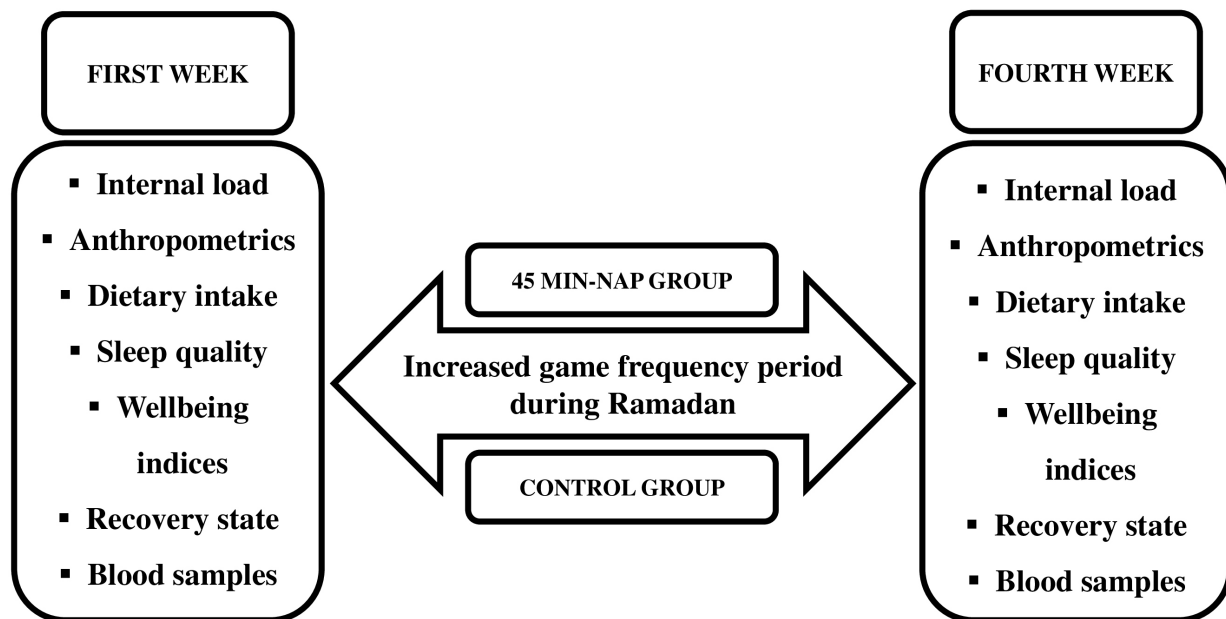 FIRST WEEK
▪ Internal load
▪ Anthropometrics
▪ Dietary intake
▪ Sleep quality
▪ Wellbeing
indices
▪ Recovery state
▪ Blood samples
45 MIN-NAP GROUP
Increased game frequency period
during Ramadan
CONTROL GROUP
FOURTH WEEK
▪ Internal load
▪ Anthropometrics
▪ Dietary intake
▪ Sleep quality
▪ Wellbeing
indices
▪ Recovery state
▪ Blood samples